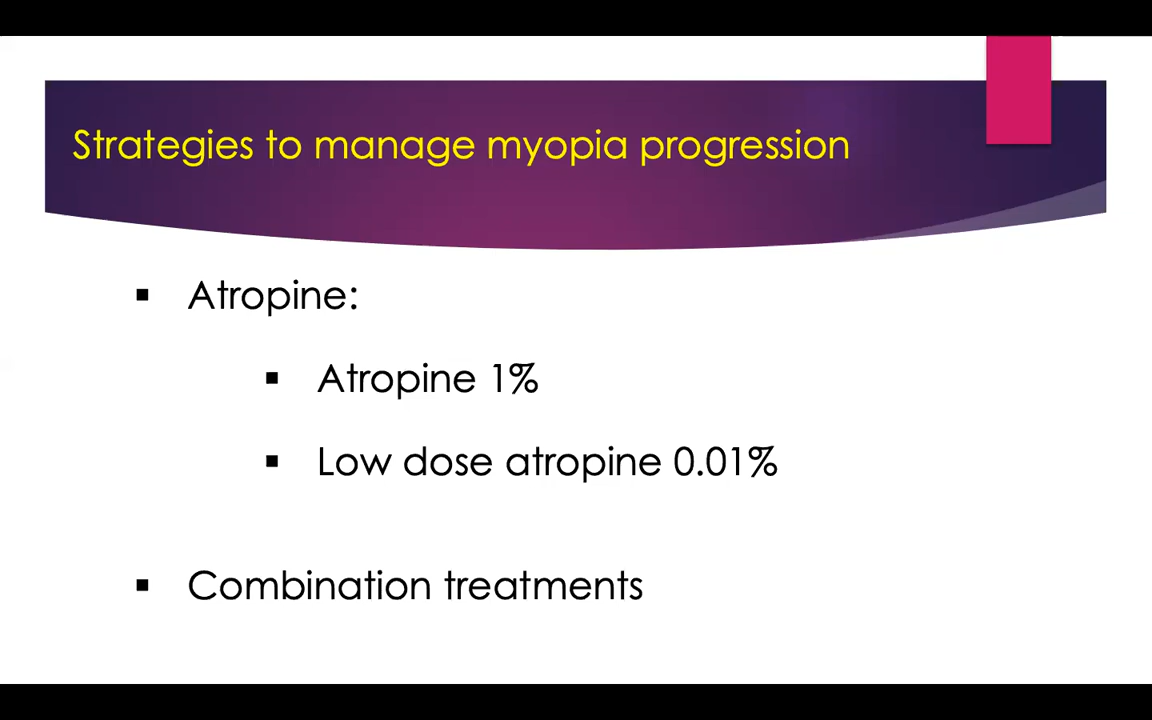 Strategies to manage myopia progression
▪ Atropine:
▪ Atropine 1%
▪ Low dose atropine 0.01%
▪ Combination treatments